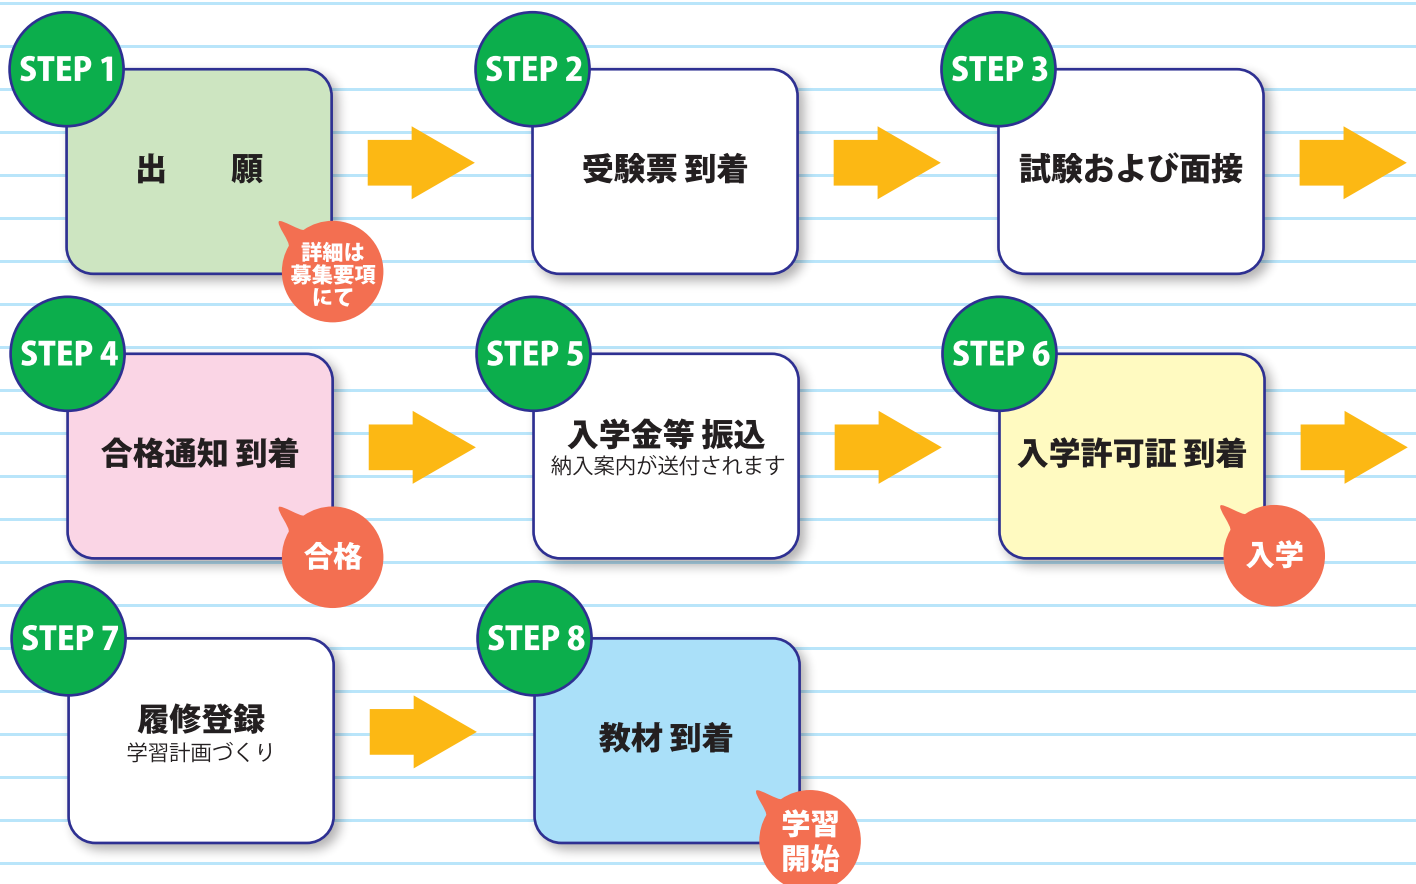 STEP 1
出　願
詳細は
募集要項
にて
STEP 2
受験票 到着
STEP 3
試験および面接
STEP 4
合格通知 到着
合格
STEP 5
入学金等 振込
納入案内が送付されます
STEP 6
入学許可証 到着
入学
STEP 7
履修登録
学習計画づくり
STEP 8
教材 到着
学習
開始